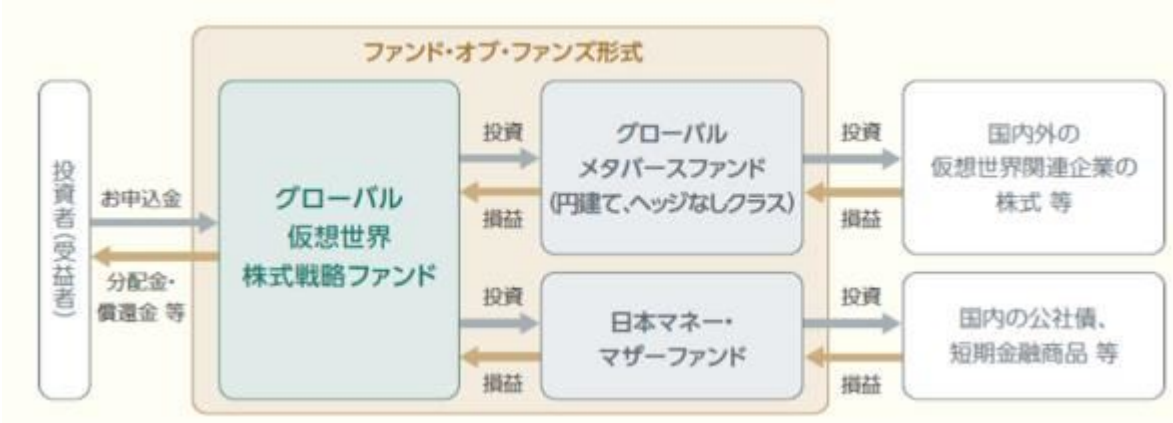 ファンド・オブ・ファンズ形式
投資者(受益者)
お申込金
分配金・
償還金 等
グローバル
仮想世界
株式戦略ファンド
投資
損益
グローバル
メタバースファンド
(円建て、ヘッジなしクラス)
投資
損益
国内外の
仮想世界関連企業の
株式 等
投資
損益
日本マネー・
マザーファンド
投資
損益
国内の公社債、
短期金融商品 等